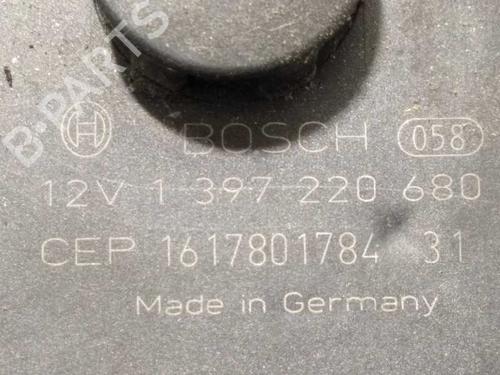 B-PARTS
BOSCH 058
12V 1 397 220 680
CEP 1617801784 31
Made in Germany